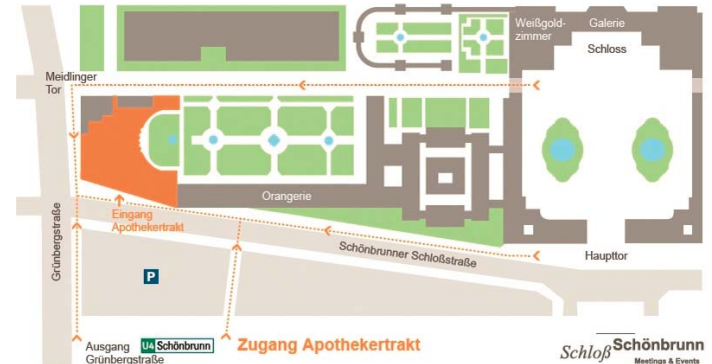 Weißgold-
zimmer
Galerie
Schloss
Meidlinger
Tor
Orangerie
Eingang
Apothekertrakt
Grünbergstraße
Schönbrunner Schloßstraße
Haupttor
P
Ausgang
Grünbergstraße
U4 Schönbrunn
Zugang Apothekertrakt
Schloß Schönbrunn
Meetings & Events